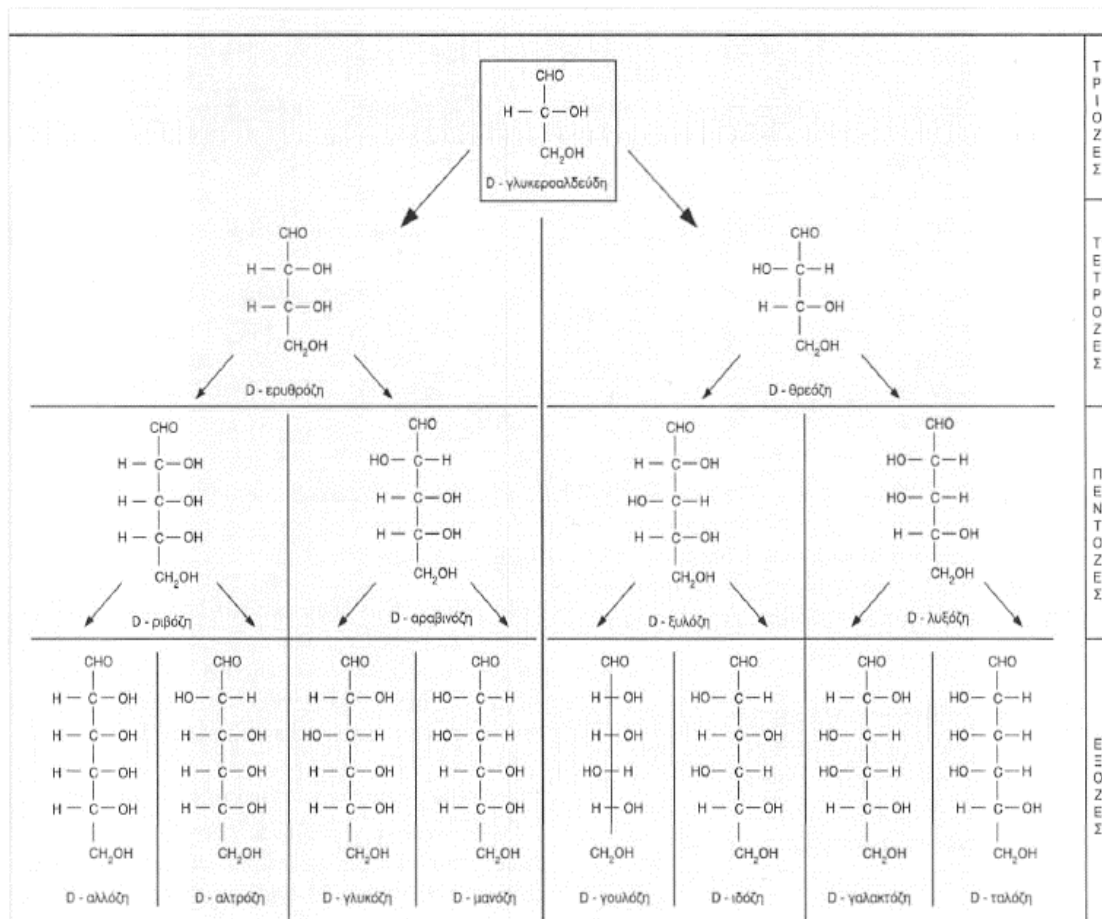 CHO
H — C — OH
CH₂OH
D - γλυκεροαλδεύδη
ΤΡΙΟΖΕΣ
CHO
H — C — OH
H — C — OH
CH₂OH
D - ερυθρόζη
CHO
HO — C — H
H — C — OH
CH₂OH
D - θρεόζη
ΤΕΤΡΟΖΕΣ
CHO
H — C — OH
H — C — OH
H — C — OH
CH₂OH
D - ριβόζη
CHO
HO — C — H
H — C — OH
H — C — OH
CH₂OH
D - αραβινόζη
CHO
H — C — OH
HO — C — H
H — C — OH
CH₂OH
D - ξυλόζη
CHO
HO — C — H
HO — C — H
H — C — OH
CH₂OH
D - λυξόζη
ΠΕΝΤΟΖΕΣ
CHO
H — C — OH
H — C — OH
H — C — OH
H — C — OH
CH₂OH
D - αλλόζη
CHO
HO — C — H
H — C — OH
H — C — OH
H — C — OH
CH₂OH
D - αλτρόζη
CHO
H — C — OH
HO — C — H
H — C — OH
H — C — OH
CH₂OH
D - γλυκόζη
CHO
HO — C — H
HO — C — H
H — C — OH
H — C — OH
CH₂OH
D - μανόζη
CHO
H OH
H OH
HO H
H OH
CH₂OH
D - γουλόζη
CHO
HO — C — H
H — C — OH
HO — C — H
H — C — OH
CH₂OH
D - ιδόζη
CHO
H — C — OH
HO — C — H
HO — C — H
H — C — OH
CH₂OH
D - γαλακτόζη
CHO
HO — C — H
HO — C — H
HO — C — H
H — C — OH
CH₂OH
D - ταλόζη
ΕΞΟΖΕΣ